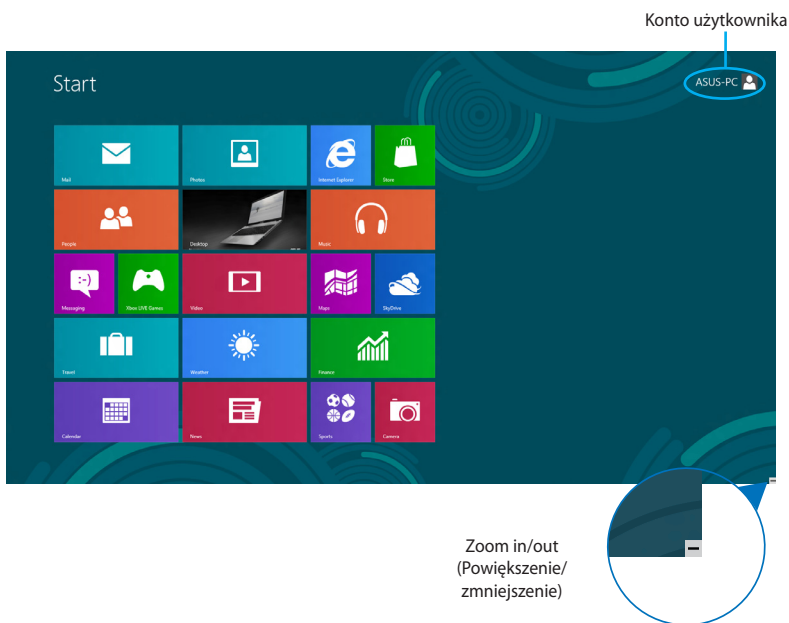 Konto użytkownika
Start
ASUS-PC
Mail
Photos
Internet Explorer
Store
People
Desktop
Music
Messaging
Xbox LIVE Games
Video
Maps
SkyDrive
Travel
Weather
Finance
Calendar
News
Sports
Camera
Zoom in/out
(Powiększenie/
zmniejszenie)